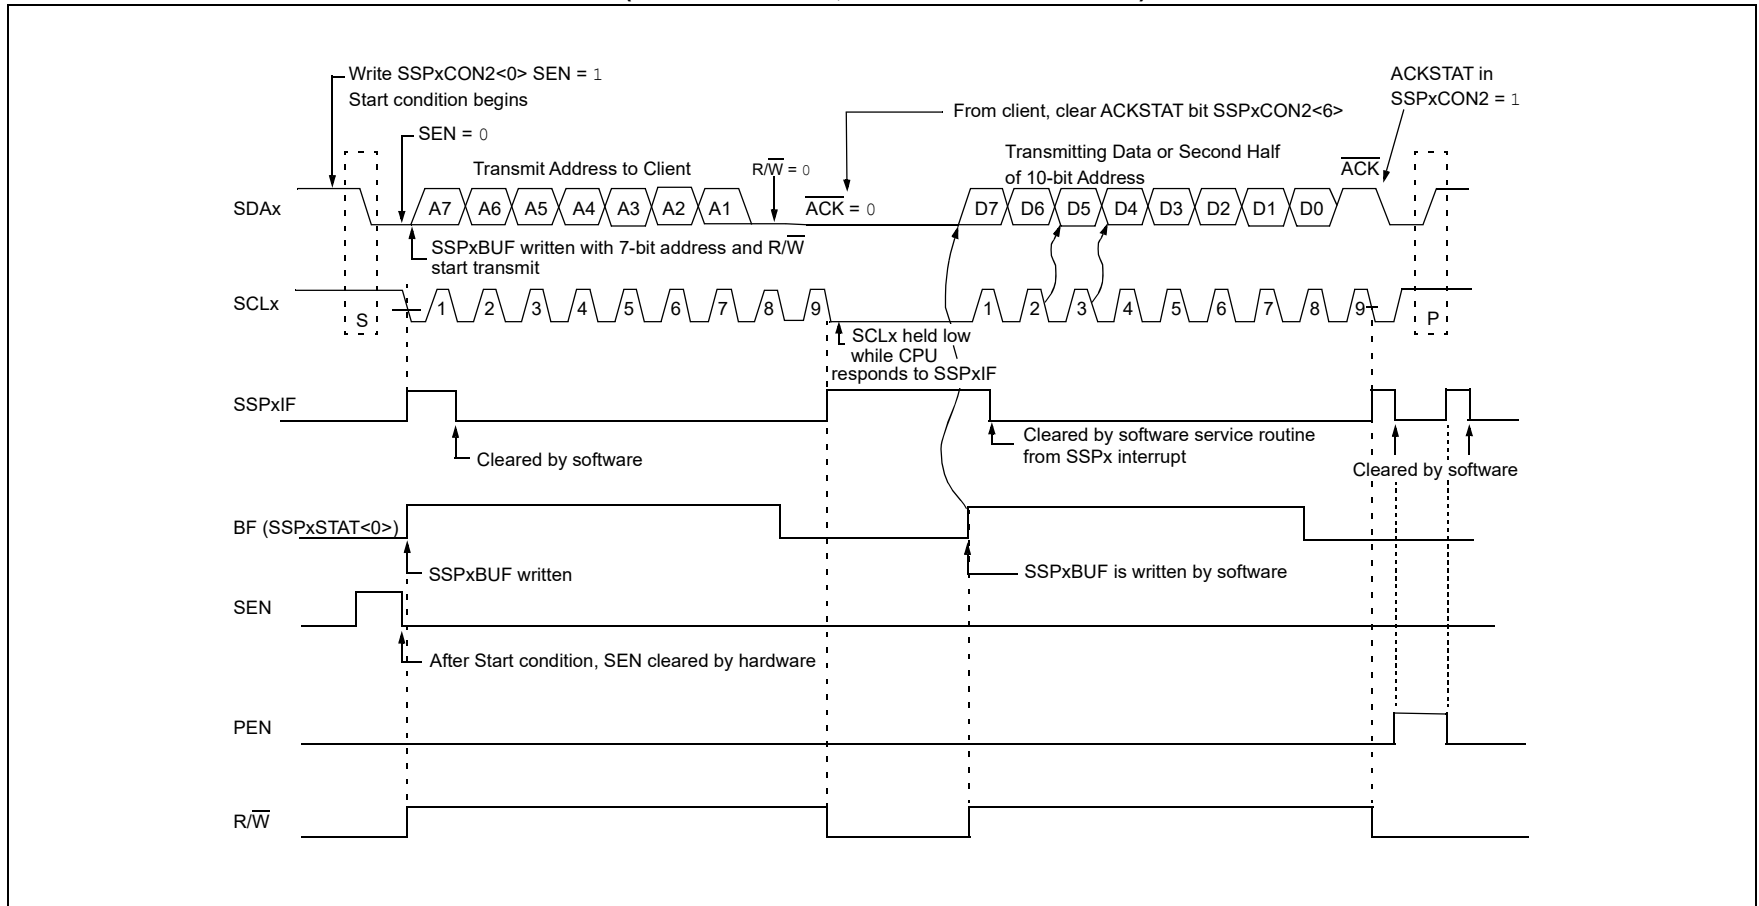 Write SSPxCON2<0> SEN = 1
Start condition begins
ACKSTAT in
SSPxCON2 = 1
From client, clear ACKSTAT bit SSPxCON2<6>
SEN = 0
Transmit Address to Client
R/W = 0
Transmitting Data or Second Half
of 10-bit Address
ACK
SDAx
A7 A6 A5 A4 A3 A2 A1
ACK = 0
D7 D6 D5 D4 D3 D2 D1 D0
SSPxBUF written with 7-bit address and R/W
start transmit
SCLx
S
1 2 3 4 5 6 7 8 9
1 2 3 4 5 6 7 8 9
P
SCLx held low
while CPU
responds to SSPxIF
SSPxIF
Cleared by software
Cleared by software service routine
from SSPx interrupt
Cleared by software
BF (SSPxSTAT<0>)
SSPxBUF written
SSPxBUF is written by software
SEN
After Start condition, SEN cleared by hardware
PEN
R/W